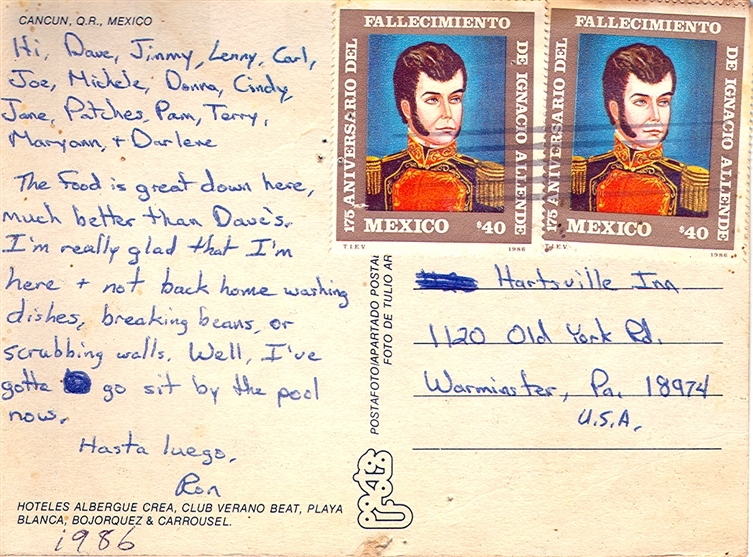 CANCUN, Q.R., MEXICO
Hi, Dave, Jimmy, Lenny, Carl,
Joe, Michele, Donna, Cindy,
Jane, Patches, Pam, Terry,
Maryann, + Darlene
The food is great down here,
much better than Dave's.
I'm really glad that I'm
here + not back home washing
dishes, breaking beans, or
scrubbing walls. Well, I've
gotta go sit by the pool
now.
Hasta luego,
Ron
HOTELES ALBERGUE CREA, CLUB VERANO BEAT, PLAYA
BLANCA, BOJORQUEZ & CARROUSEL.
1986
175 ANIVERSARIO DEL
FALLECIMIENTO
DE IGNACIO ALLENDE
MEXICO $40
T.I.E.V. 1986
175 ANIVERSARIO DEL
FALLECIMIENTO
DE IGNACIO ALLENDE
MEXICO $40
T.I.E.V. 1986
POSTAFOTO/APARTADO POSTAL
FOTO DE TULIO AR
Hartsville Inn
1120 Old York Rd.
Warminster, Pa. 18974
U.S.A.